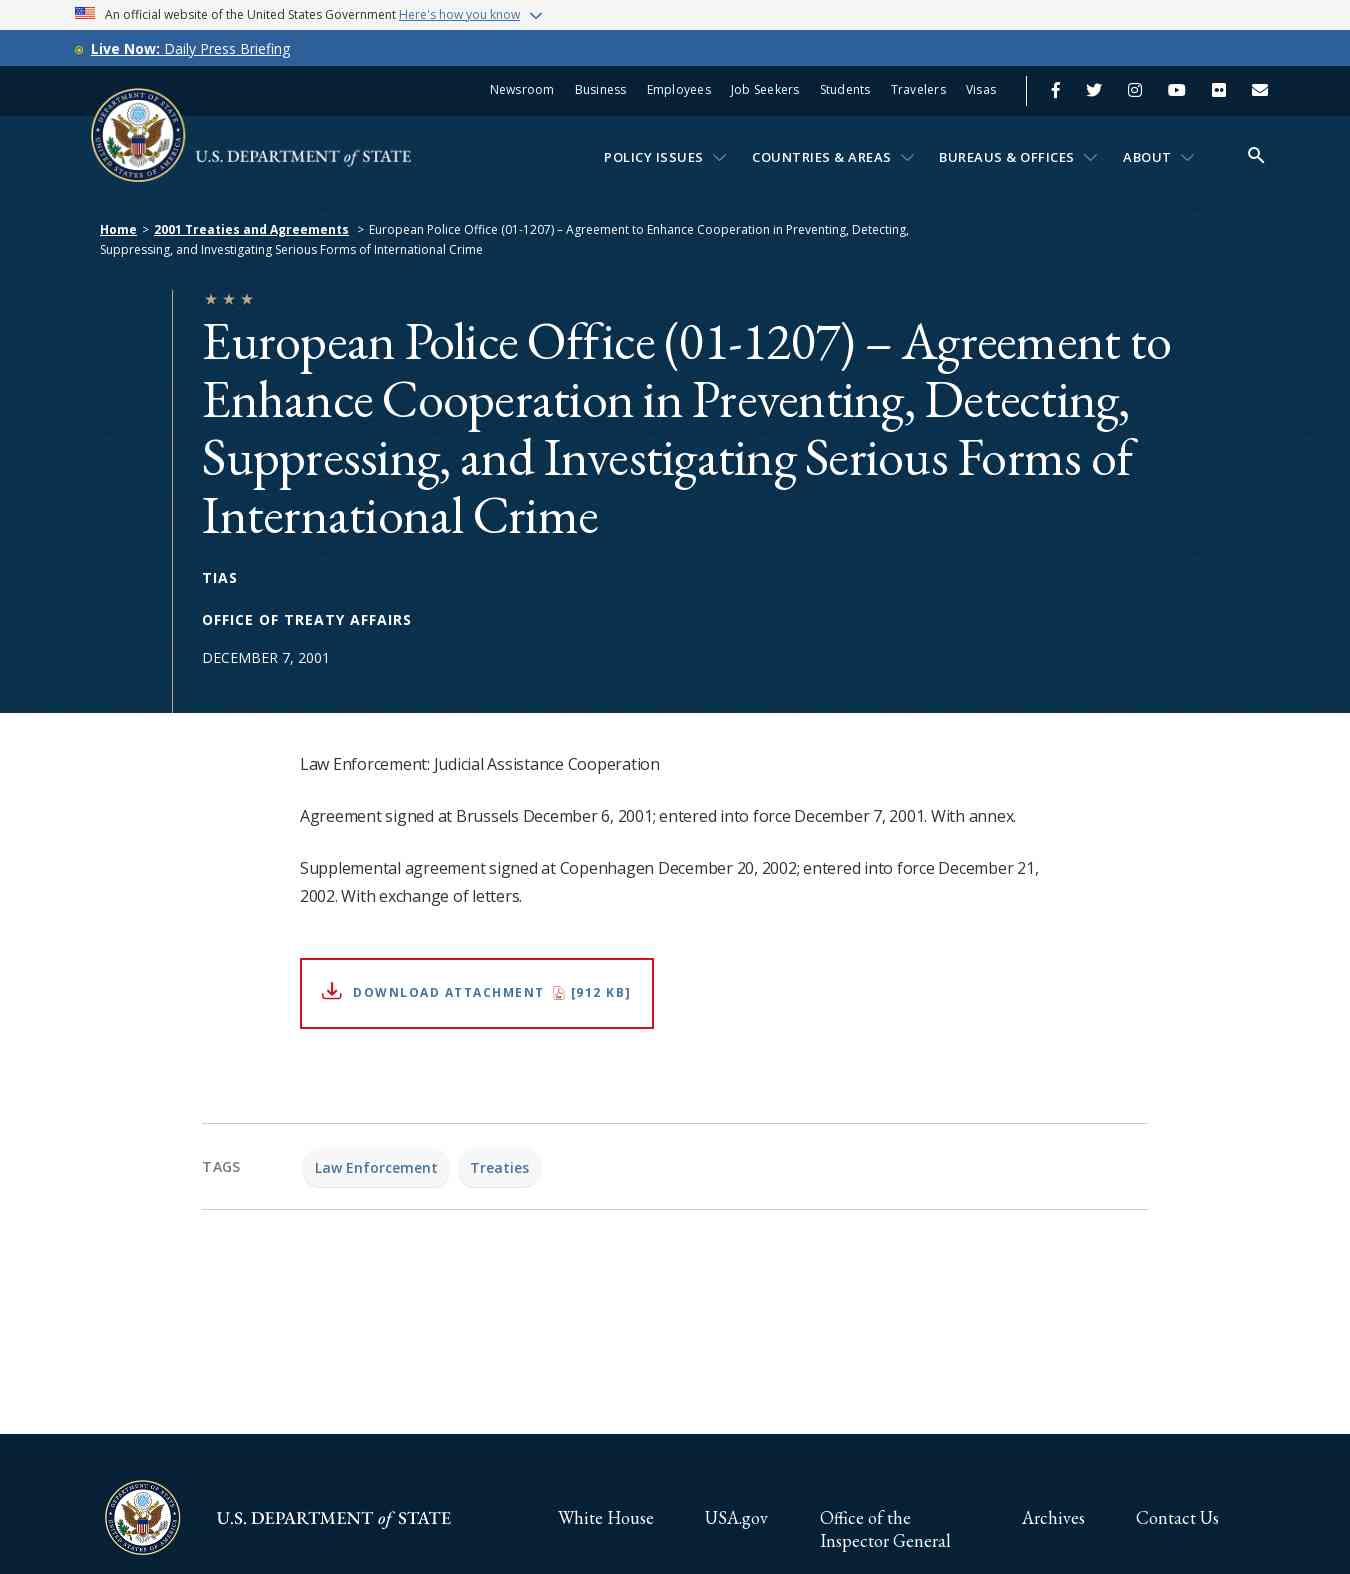 An official website of the United States Government Here's how you know
Live Now: Daily Press Briefing
Newsroom Business Employees Job Seekers Students Travelers Visas
U.S. DEPARTMENT of STATE
POLICY ISSUES COUNTRIES & AREAS BUREAUS & OFFICES ABOUT
Home > 2001 Treaties and Agreements > European Police Office (01-1207) – Agreement to Enhance Cooperation in Preventing, Detecting,
Suppressing, and Investigating Serious Forms of International Crime
European Police Office (01-1207) – Agreement to
Enhance Cooperation in Preventing, Detecting,
Suppressing, and Investigating Serious Forms of
International Crime
TIAS
OFFICE OF TREATY AFFAIRS
DECEMBER 7, 2001
Law Enforcement: Judicial Assistance Cooperation
Agreement signed at Brussels December 6, 2001; entered into force December 7, 2001. With annex.
Supplemental agreement signed at Copenhagen December 20, 2002; entered into force December 21,
2002. With exchange of letters.
DOWNLOAD ATTACHMENT [912 KB]
TAGS Law Enforcement Treaties
U.S. DEPARTMENT of STATE
White House USA.gov Office of the Archives Contact Us
Inspector General